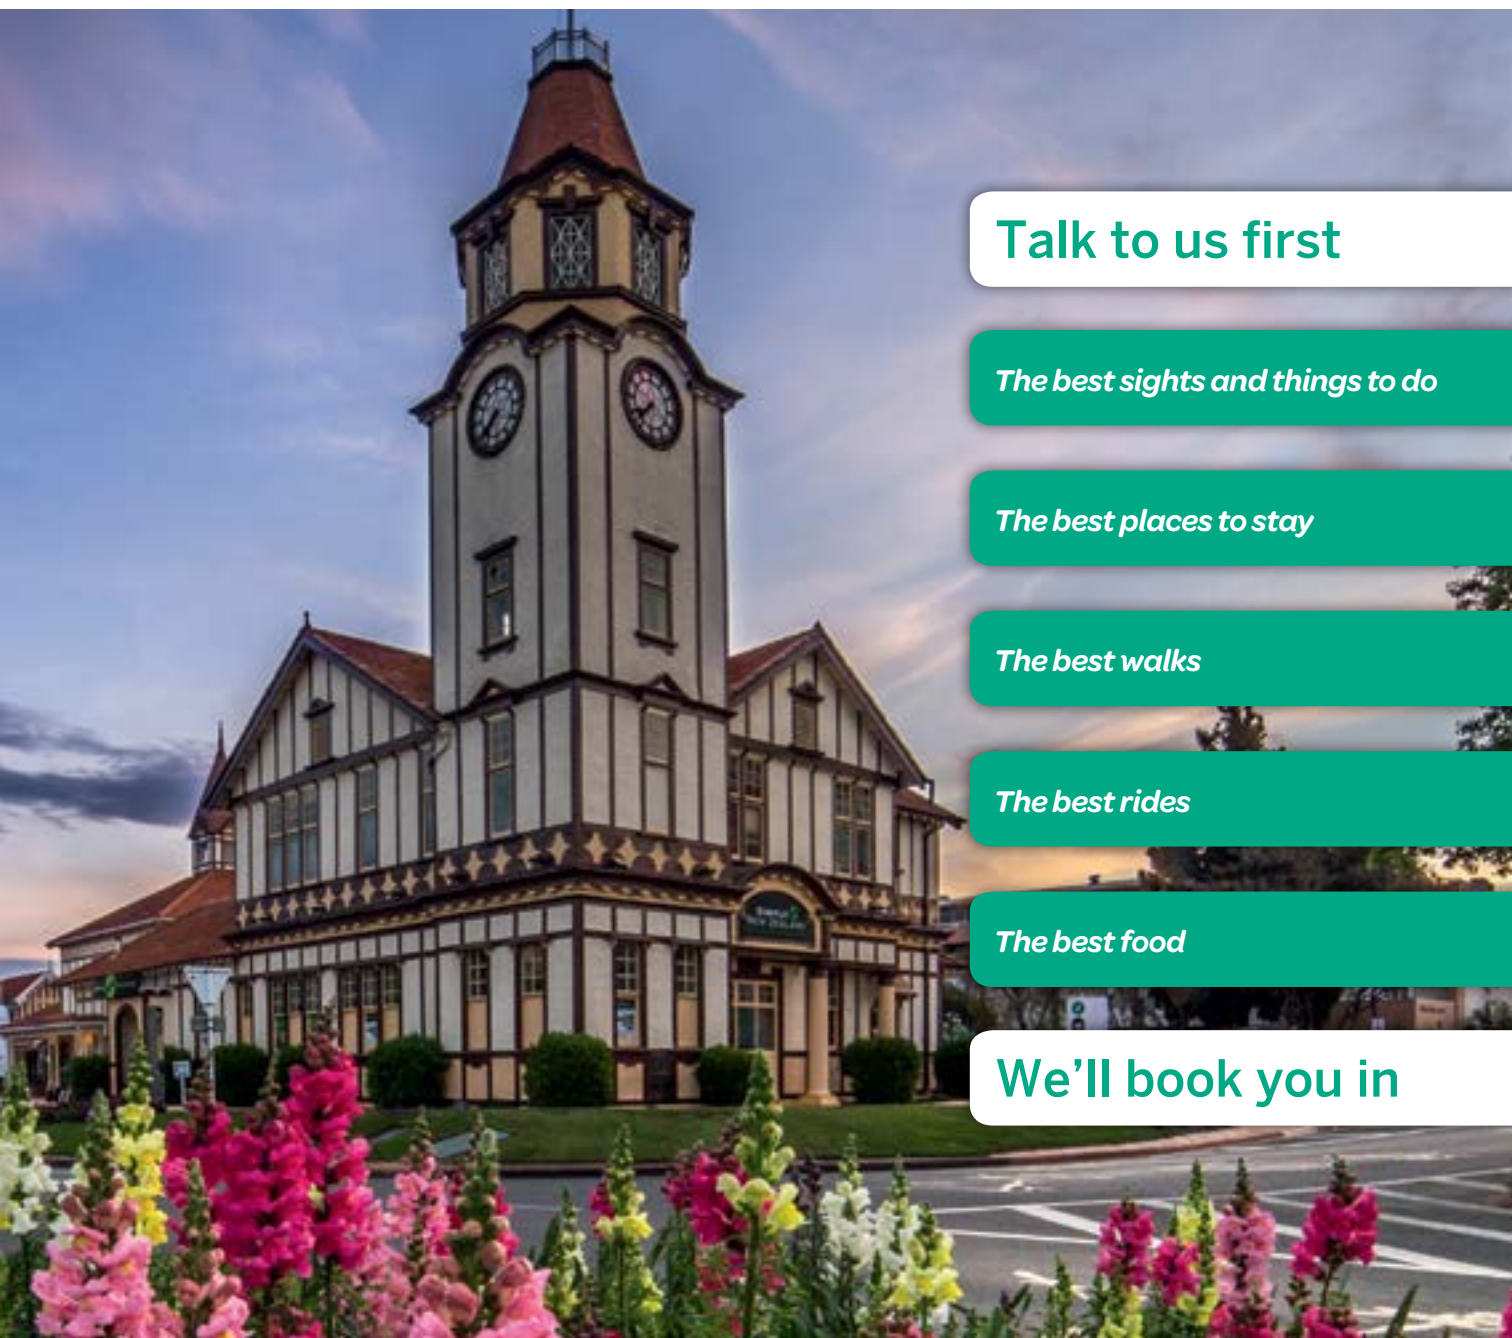 Talk to us first
The best sights and things to do
The best places to stay
The best walks
The best rides
The best food
We'll book you in